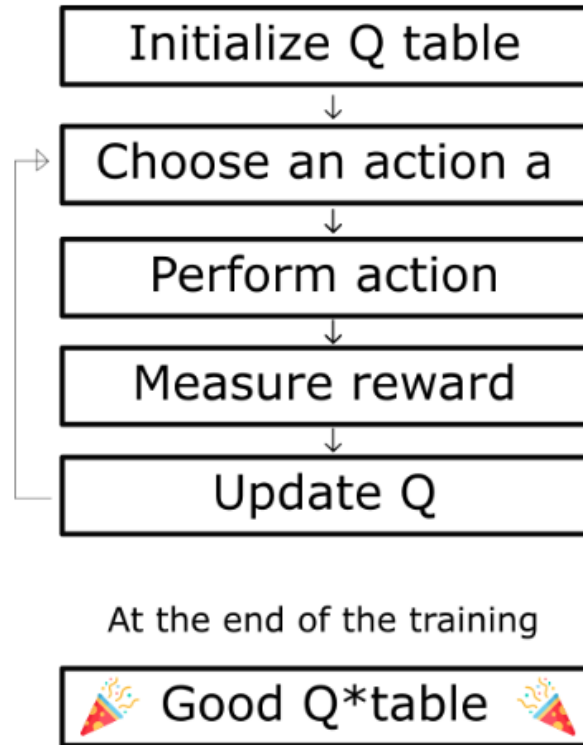 Initialize Q table
Choose an action a
Perform action
Measure reward
Update Q
At the end of the training
Good Q*table